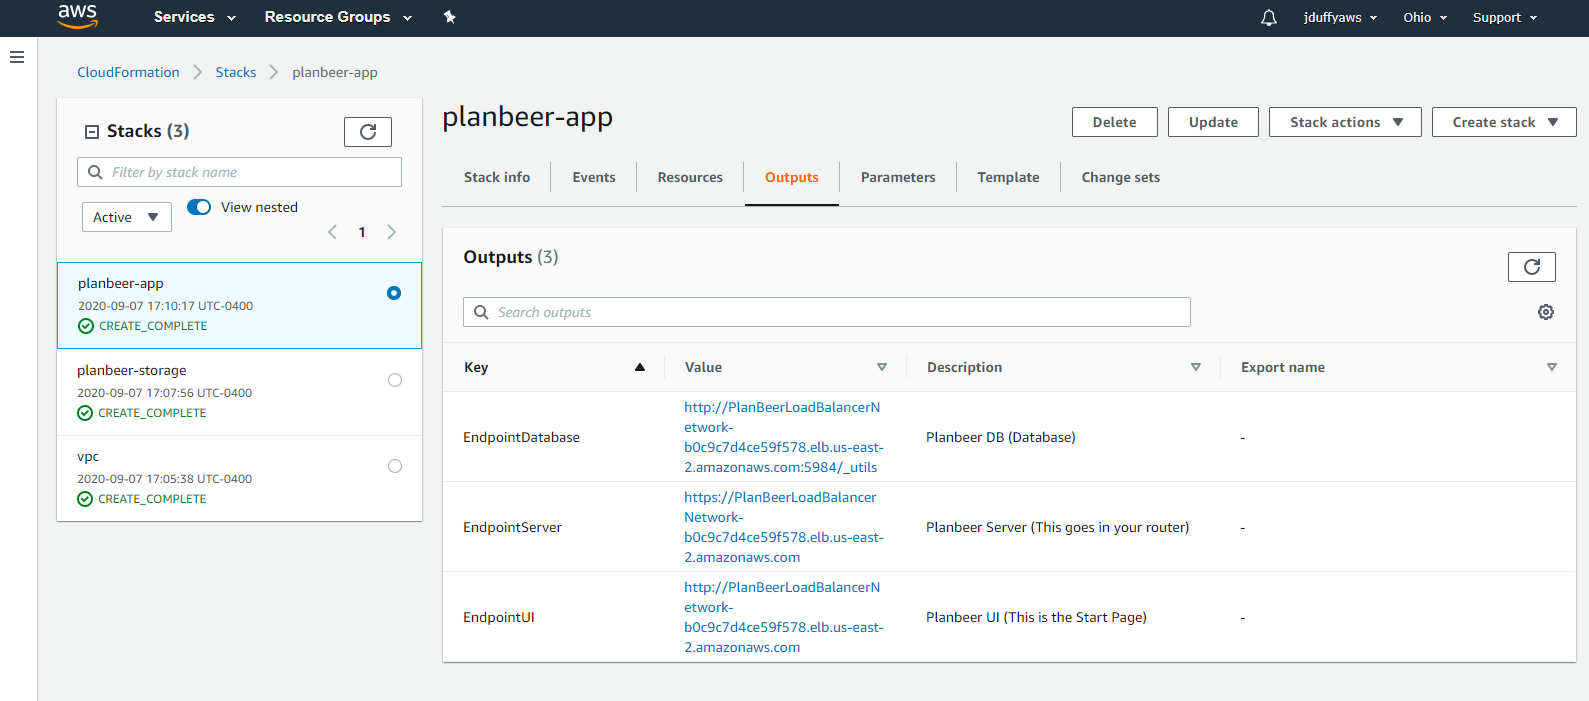 aws
Services
Resource Groups
jduffyaws
Ohio
Support
CloudFormation
Stacks
planbeer-app
Stacks (3)
Filter by stack name
Active
View nested
1
planbeer-app
2020-09-07 17:10:17 UTC-0400
CREATE_COMPLETE
planbeer-storage
2020-09-07 17:07:56 UTC-0400
CREATE_COMPLETE
vpc
2020-09-07 17:05:38 UTC-0400
CREATE_COMPLETE
planbeer-app
Delete
Update
Stack actions
Create stack
Stack info
Events
Resources
Outputs
Parameters
Template
Change sets
Outputs (3)
Search outputs
Key
Value
Description
Export name
EndpointDatabase
http://PlanBeerLoadBalancerN
etwork-
b0c9c7d4ce59f578.elb.us-east-
2.amazonaws.com:5984/_utils
Planbeer DB (Database)
-
EndpointServer
https://PlanBeerLoadBalancer
Network-
b0c9c7d4ce59f578.elb.us-east-
2.amazonaws.com
Planbeer Server (This goes in your router)
-
EndpointUI
http://PlanBeerLoadBalancerN
etwork-
b0c9c7d4ce59f578.elb.us-east-
2.amazonaws.com
Planbeer UI (This is the Start Page)
-